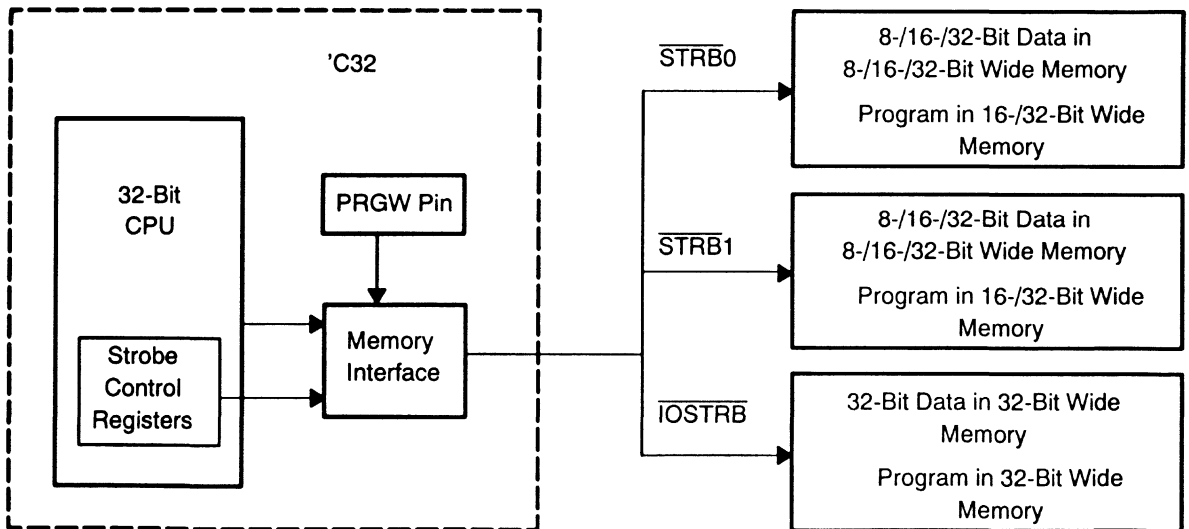 'C32
32-Bit
CPU
Strobe
Control
Registers
PRGW Pin
Memory
Interface
S̅T̅R̅B̅0
8-/16-/32-Bit Data in
8-/16-/32-Bit Wide Memory
Program in 16-/32-Bit Wide
Memory
S̅T̅R̅B̅1
8-/16-/32-Bit Data in
8-/16-/32-Bit Wide Memory
Program in 16-/32-Bit Wide
Memory
I̅O̅S̅T̅R̅B̅
32-Bit Data in 32-Bit Wide
Memory
Program in 32-Bit Wide
Memory